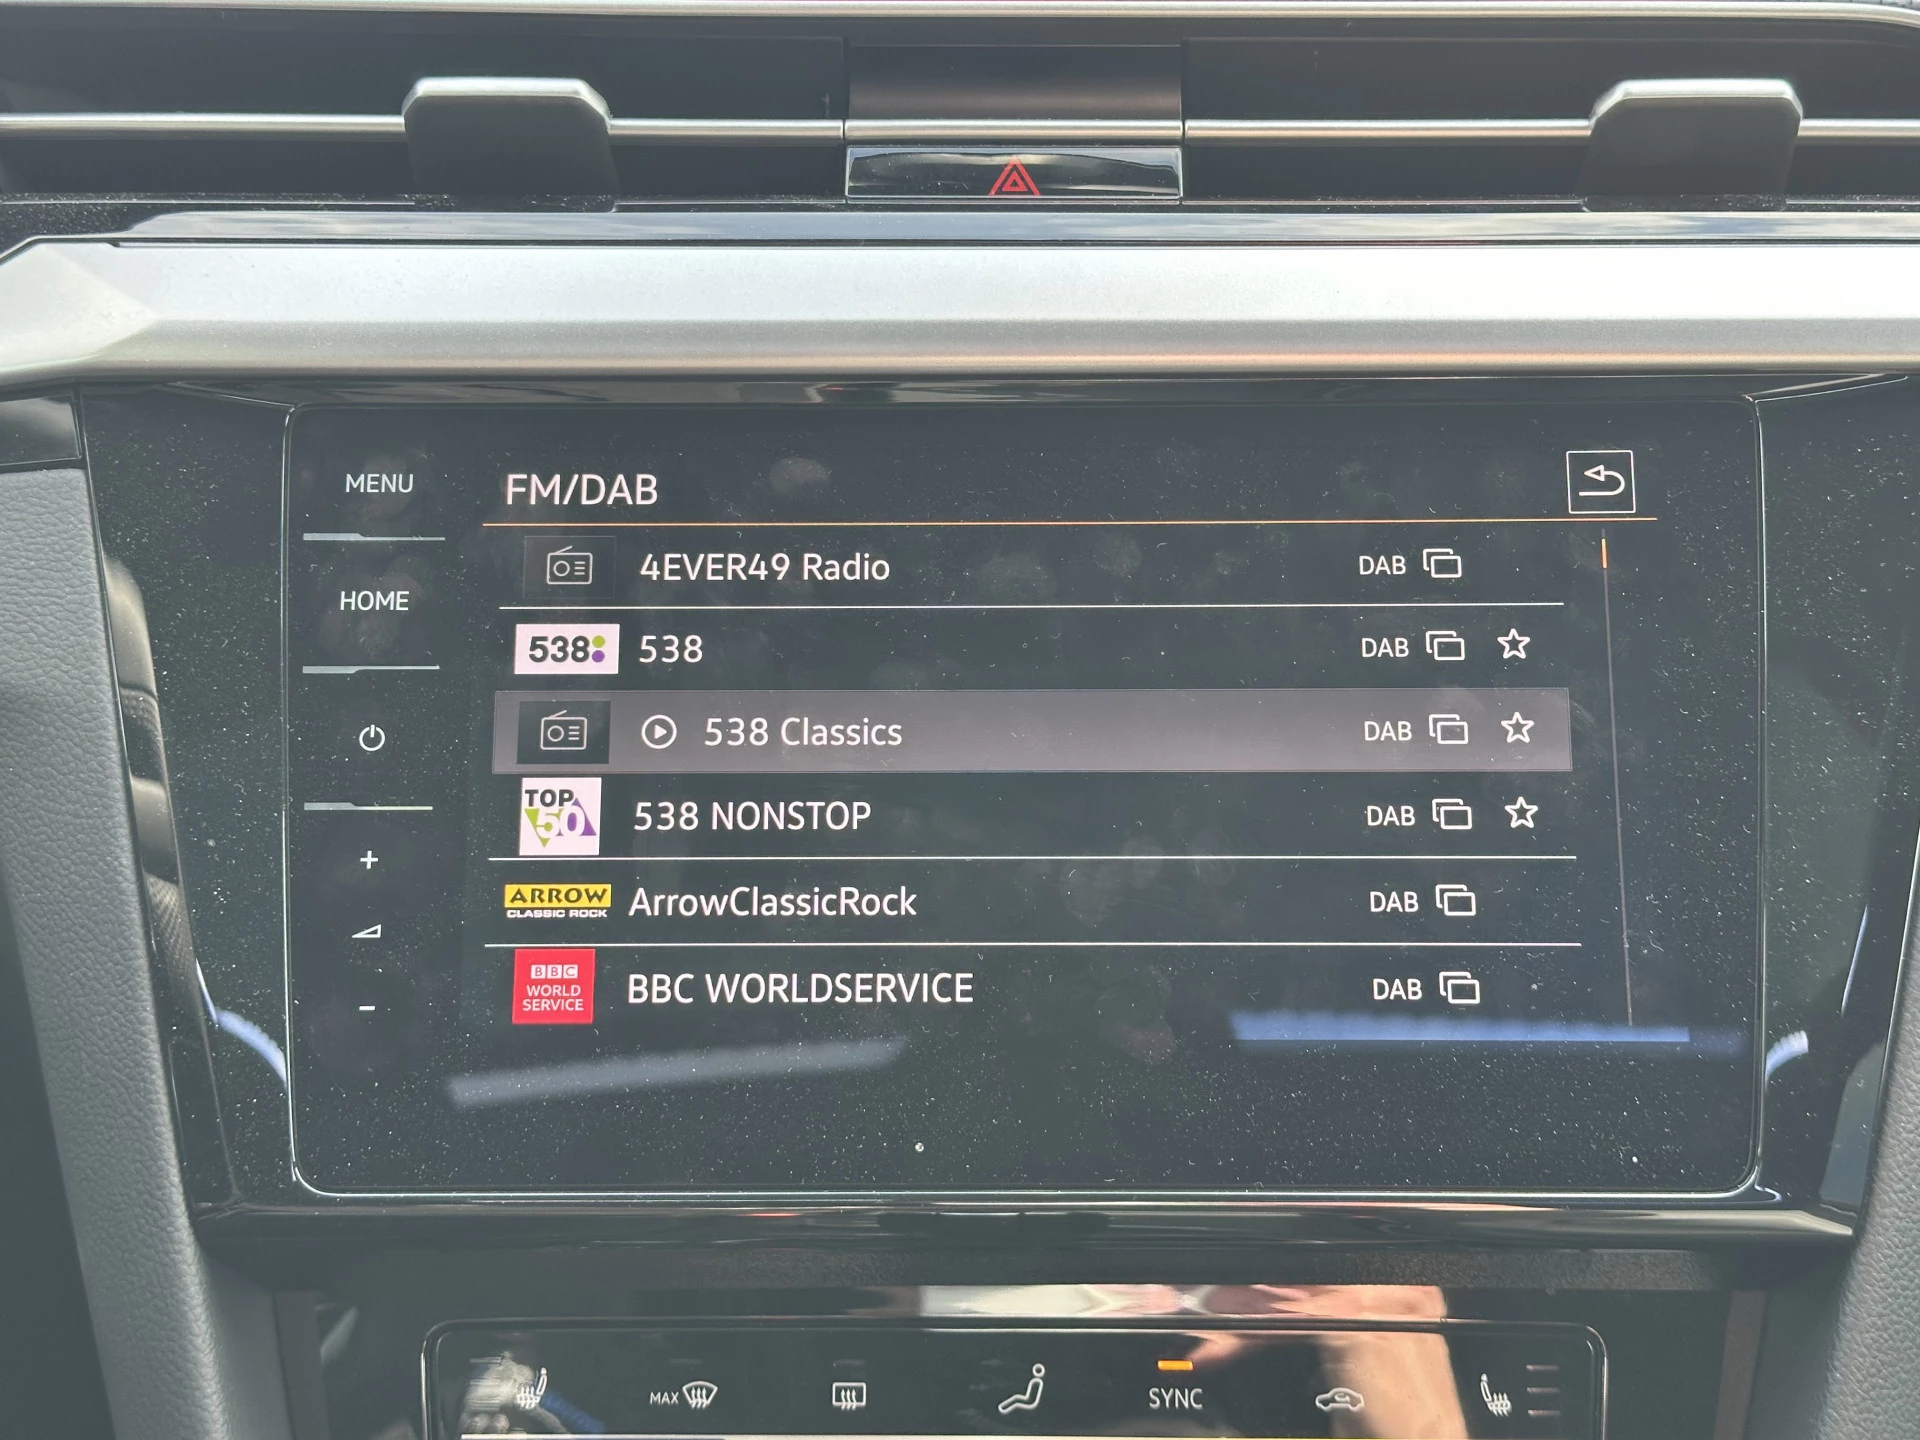 MENU
HOME
FM/DAB
4EVER49 Radio DAB
538 538 DAB
538 Classics DAB
TOP
50
538 NONSTOP DAB
ARROW
CLASSIC ROCK
ArrowClassicRock DAB
BBC
WORLD
SERVICE
BBC WORLDSERVICE DAB
+
-
MAX
SYNC